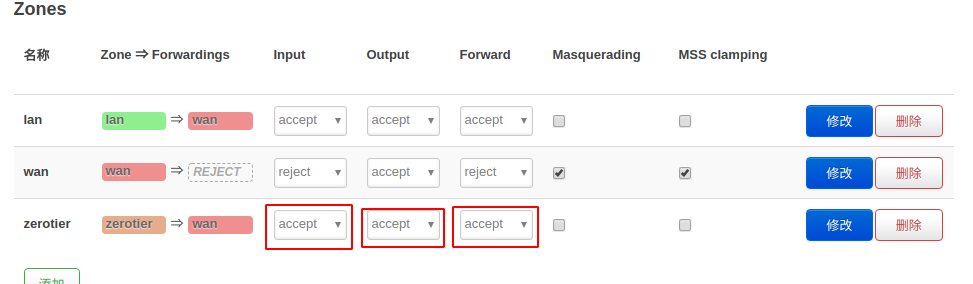 Zones
名称 Zone ⇒ Forwardings Input Output Forward Masquerading MSS clamping
lan lan ⇒ wan accept accept accept 修改 删除
wan wan ⇒ REJECT reject accept reject 修改 删除
zerotier zerotier ⇒ wan accept accept accept 修改 删除
添加